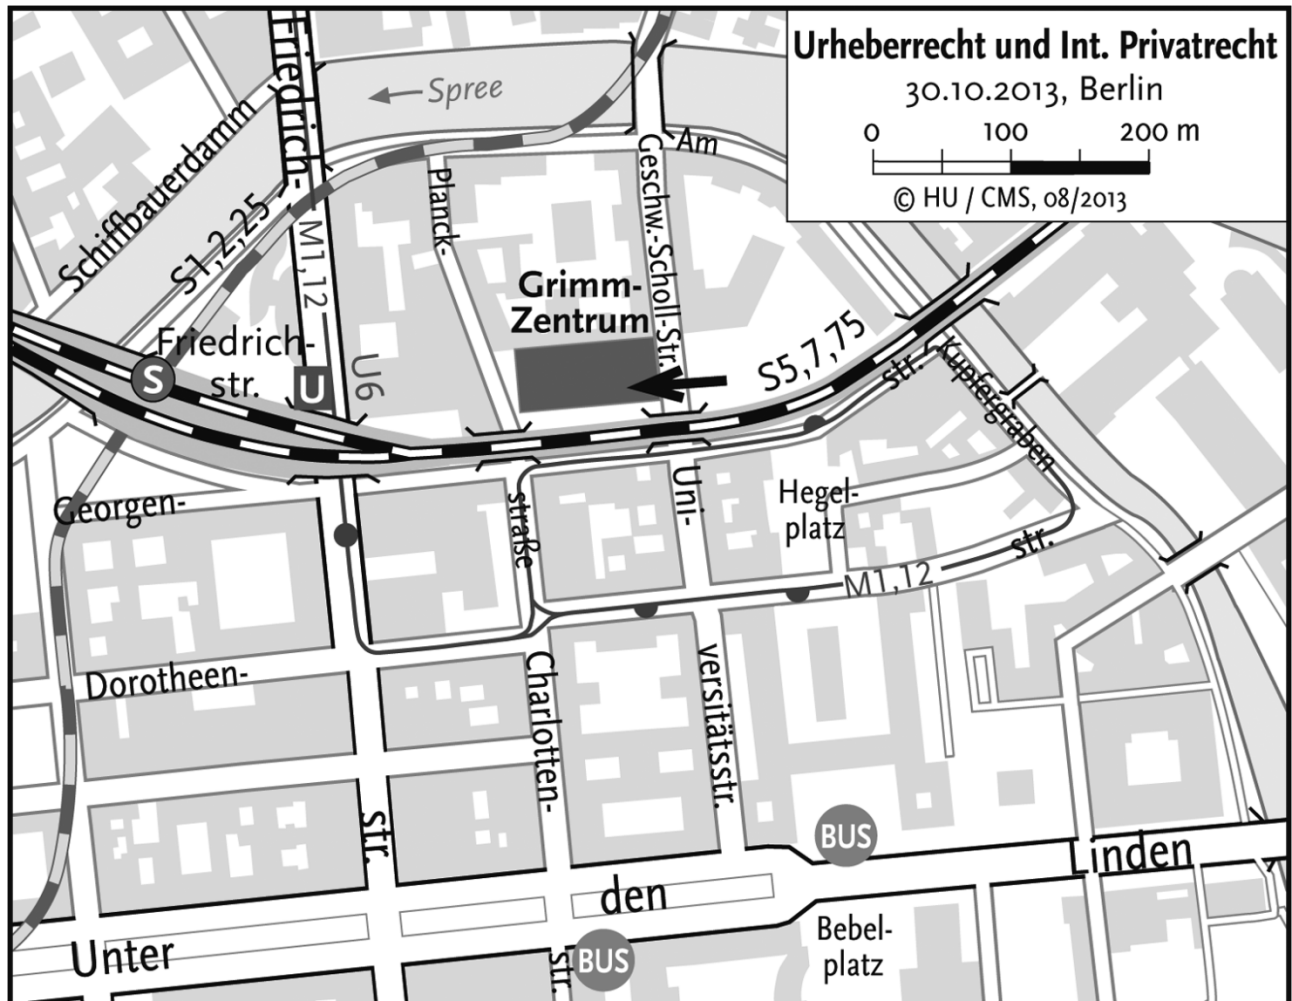 Urheberrecht und Int. Privatrecht
30.10.2013, Berlin
0 100 200 m
© HU / CMS, 08/2013
Friedrich-
← Spree
Schiffbauerdamm
Am
Geschw.-Scholl-Str.
Planck-
S1,2,25
M1,12
Grimm-
Zentrum
Friedrich-
str.
S
U
U6
S5,7,75
str.
Kupfergraben
Georgen-
straße
Uni-
Hegel-
platz
str.
M1,12
Dorotheen-
Charlotten-
versitätsstr.
str.
BUS
Linden
den
Unter
str.
BUS
Bebel-
platz